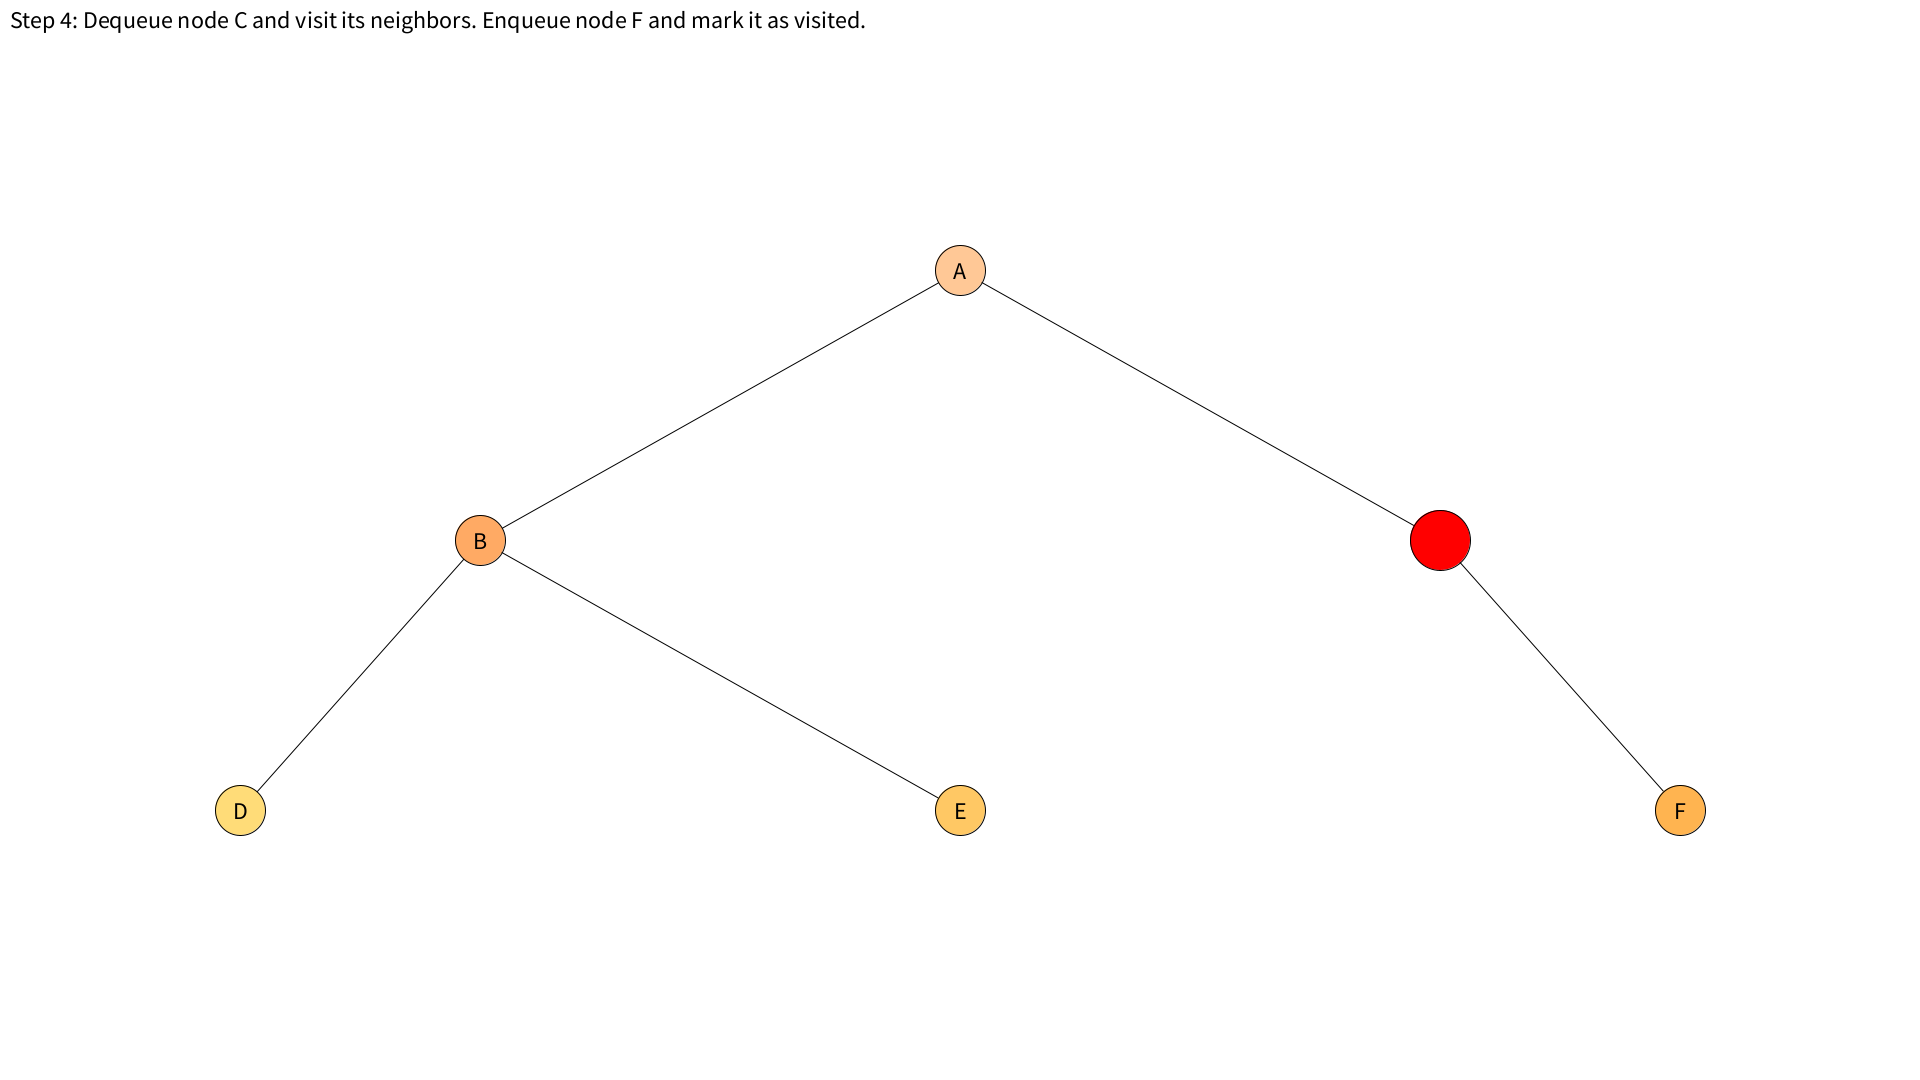 Step 4: Dequeue node C and visit its neighbors. Enqueue node F and mark it as visited.
A
B
D
E
F